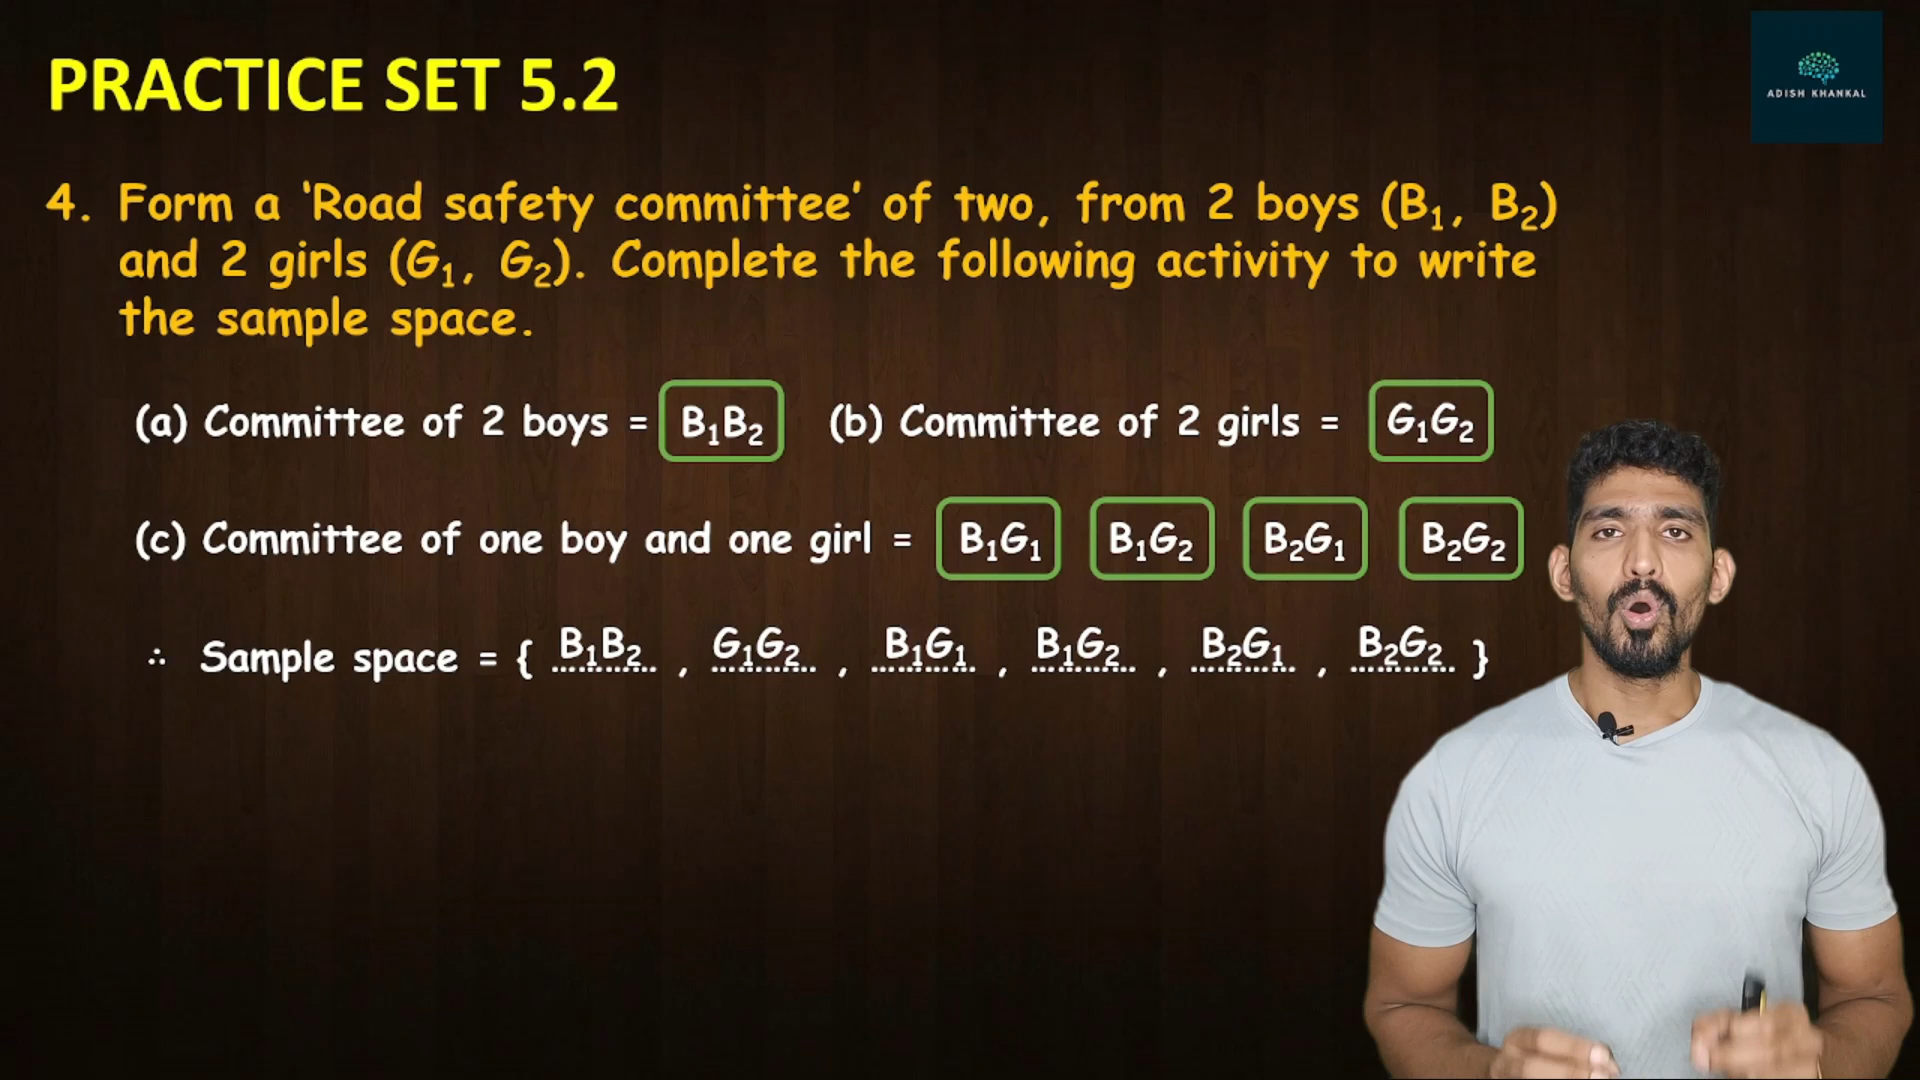 PRACTICE SET 5.2
ADISH KHANKAL
4. Form a ‘Road safety committee’ of two, from 2 boys (B₁, B₂)
and 2 girls (G₁, G₂). Complete the following activity to write
the sample space.
(a) Committee of 2 boys = B₁B₂ (b) Committee of 2 girls = G₁G₂
(c) Committee of one boy and one girl = B₁G₁ B₁G₂ B₂G₁ B₂G₂
∴ Sample space = { B₁B₂ , G₁G₂ , B₁G₁ , B₁G₂ , B₂G₁ , B₂G₂ }